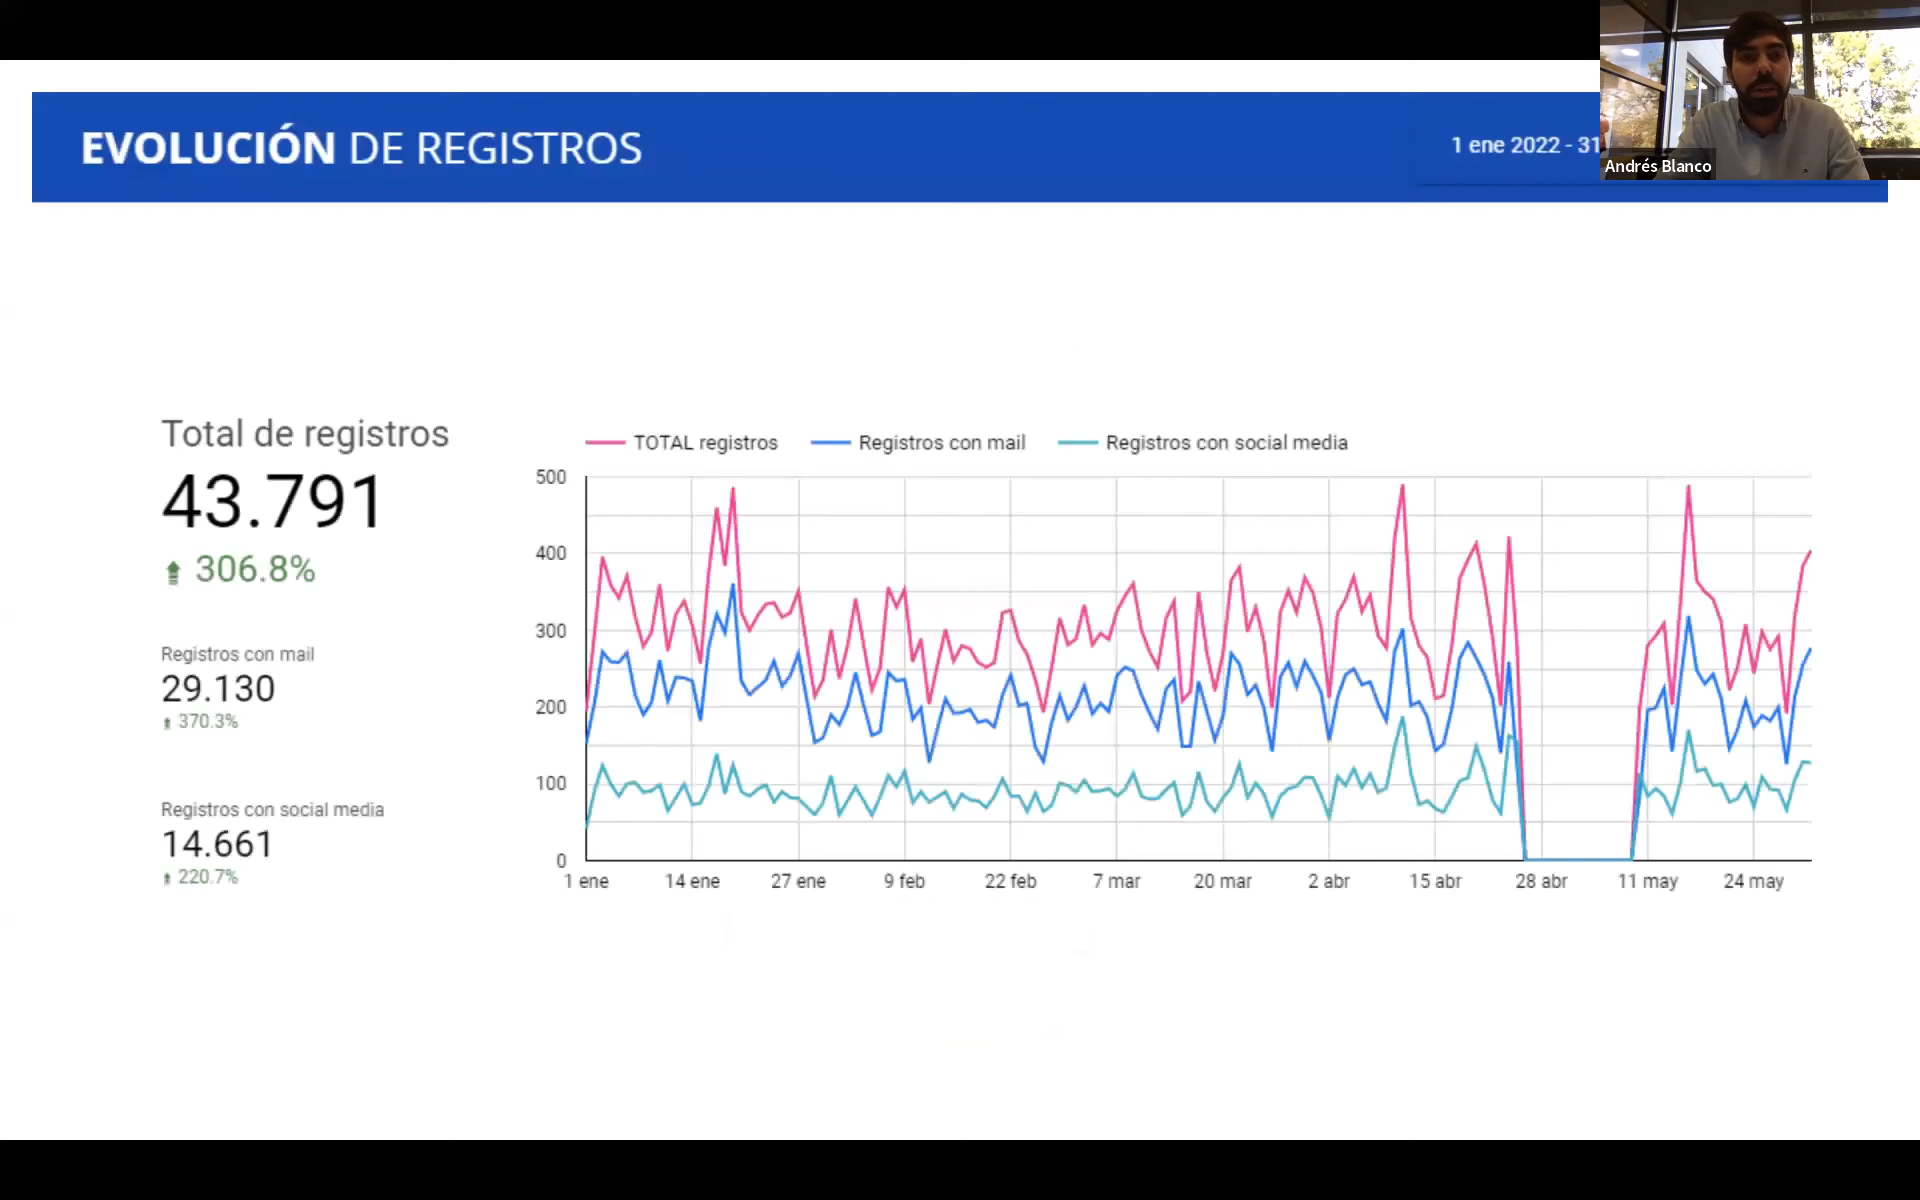 EVOLUCIÓN DE REGISTROS
1 ene 2022 - 31
Andrés Blanco
Total de registros
43.791
306.8%
Registros con mail
29.130
370.3%
Registros con social media
14.661
220.7%
TOTAL registros Registros con mail Registros con social media
500
400
300
200
100
0
1 ene 14 ene 27 ene 9 feb 22 feb 7 mar 20 mar 2 abr 15 abr 28 abr 11 may 24 may